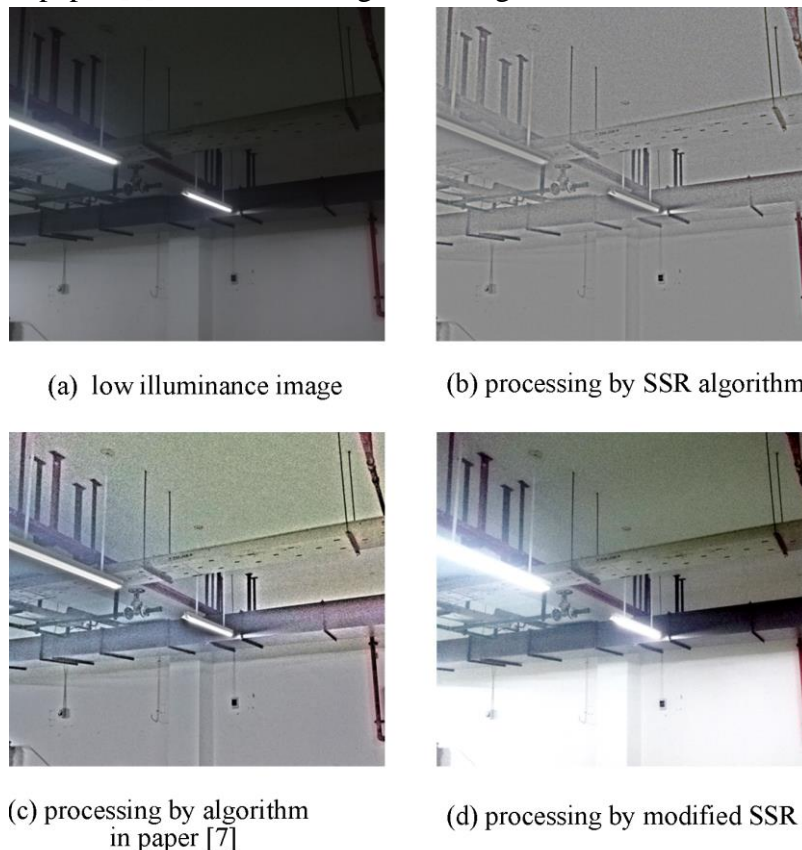 (a) low illuminance image
(b) processing by SSR algorithm
(c) processing by algorithm
in paper [7]
(d) processing by modified SSR